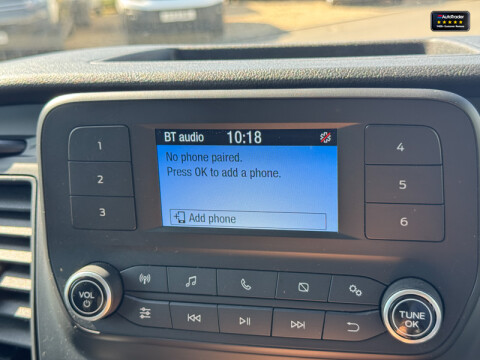 AutoTrader
BT audio 10:18
No phone paired.
Press OK to add a phone.
Add phone
1
2
3
4
5
6
VOL
TUNE
OK